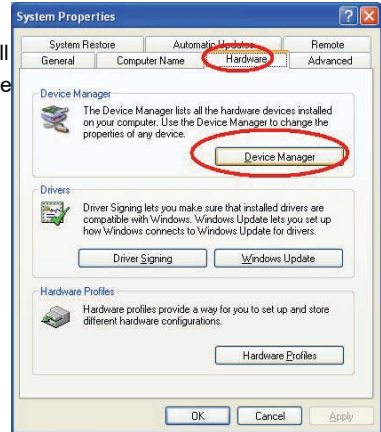 System Properties
ll
e
System Restore Automatic Updates Remote
General Computer Name Hardware Advanced
Device Manager
The Device Manager lists all the hardware devices installed
on your computer. Use the Device Manager to change the
properties of any device.
Device Manager
Drivers
Driver Signing lets you make sure that installed drivers are
compatible with Windows. Windows Update lets you set up
how Windows connects to Windows Update for drivers.
Driver Signing Windows Update
Hardware Profiles
Hardware profiles provide a way for you to set up and store
different hardware configurations.
Hardware Profiles
OK Cancel Apply